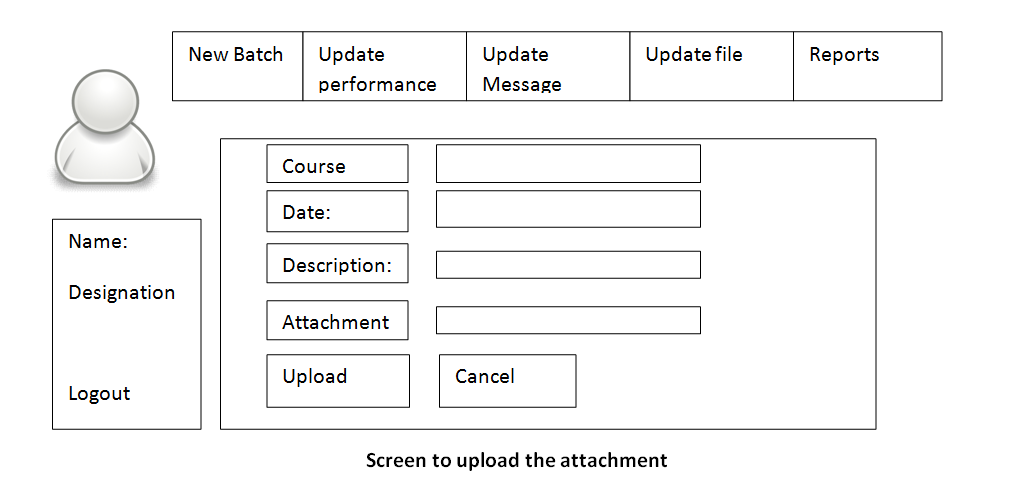 New Batch
Update
performance
Update
Message
Update file
Reports
Name:
Designation
Logout
Course
Date:
Description:
Attachment
Upload
Cancel
Screen to upload the attachment